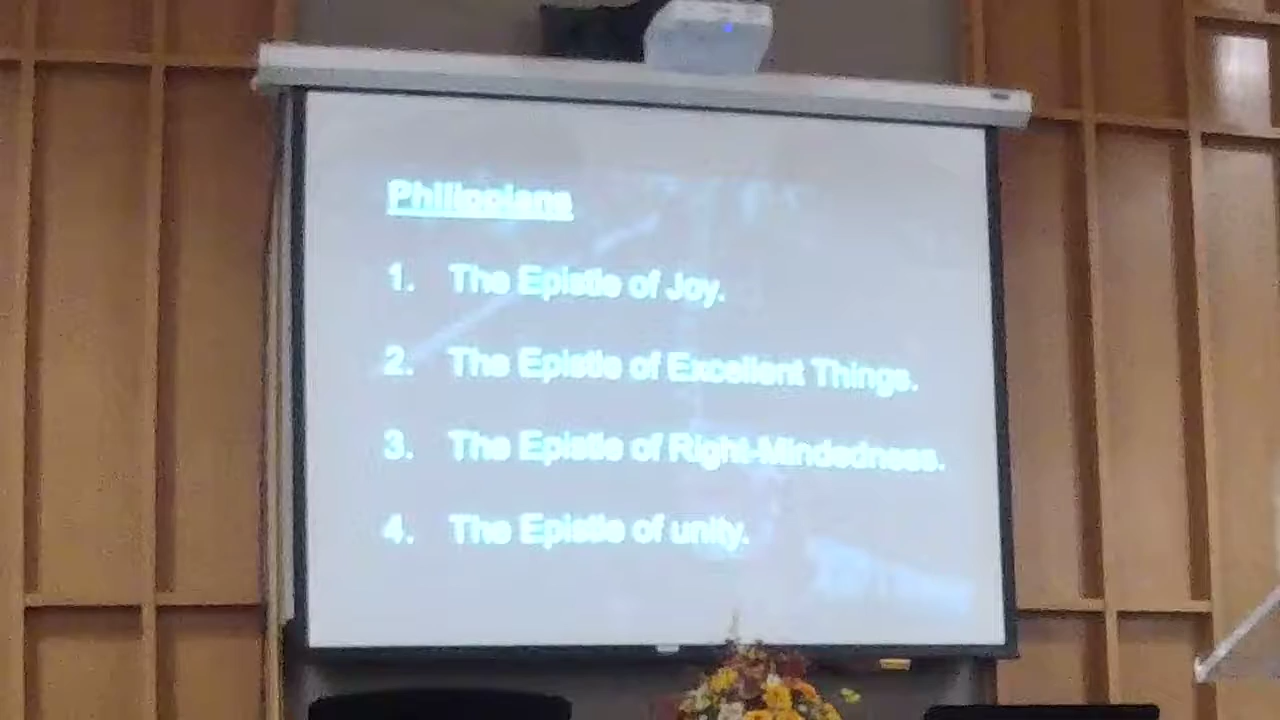 Philippians
1. The Epistle of Joy.
2. The Epistle of Excellent Things.
3. The Epistle of Right-Mindedness.
4. The Epistle of unity.